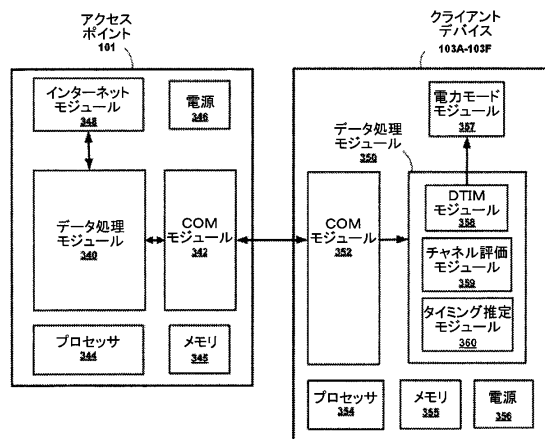 アクセス
ポイント
101
インターネット
モジュール
348
電源
346
データ処理
モジュール
340
COM
モジュール
342
プロセッサ
344
メモリ
345
クライアント
デバイス
103A-103F
電力モード
モジュール
357
データ処理
モジュール
350
COM
モジュール
352
DTIM
モジュール
358
チャネル評価
モジュール
359
タイミング推定
モジュール
360
プロセッサ
354
メモリ
355
電源
356